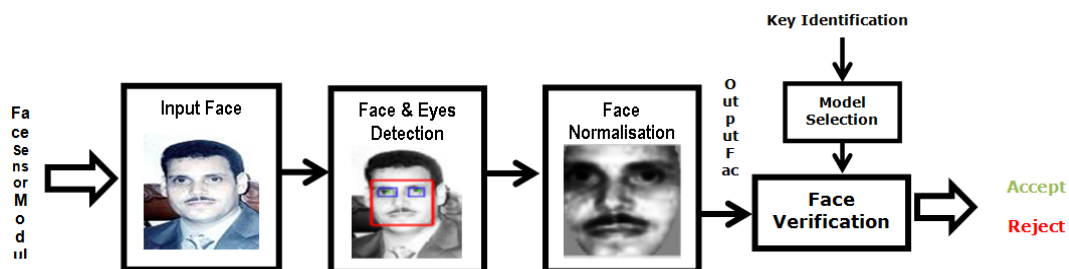 Fa
ce
Se
ns
or
M
o
d
ul
Input Face
Face & Eyes
Detection
Face
Normalisation
O
u
t
p
ut
F
ac
Key Identification
Model
Selection
Face
Verification
Accept
Reject